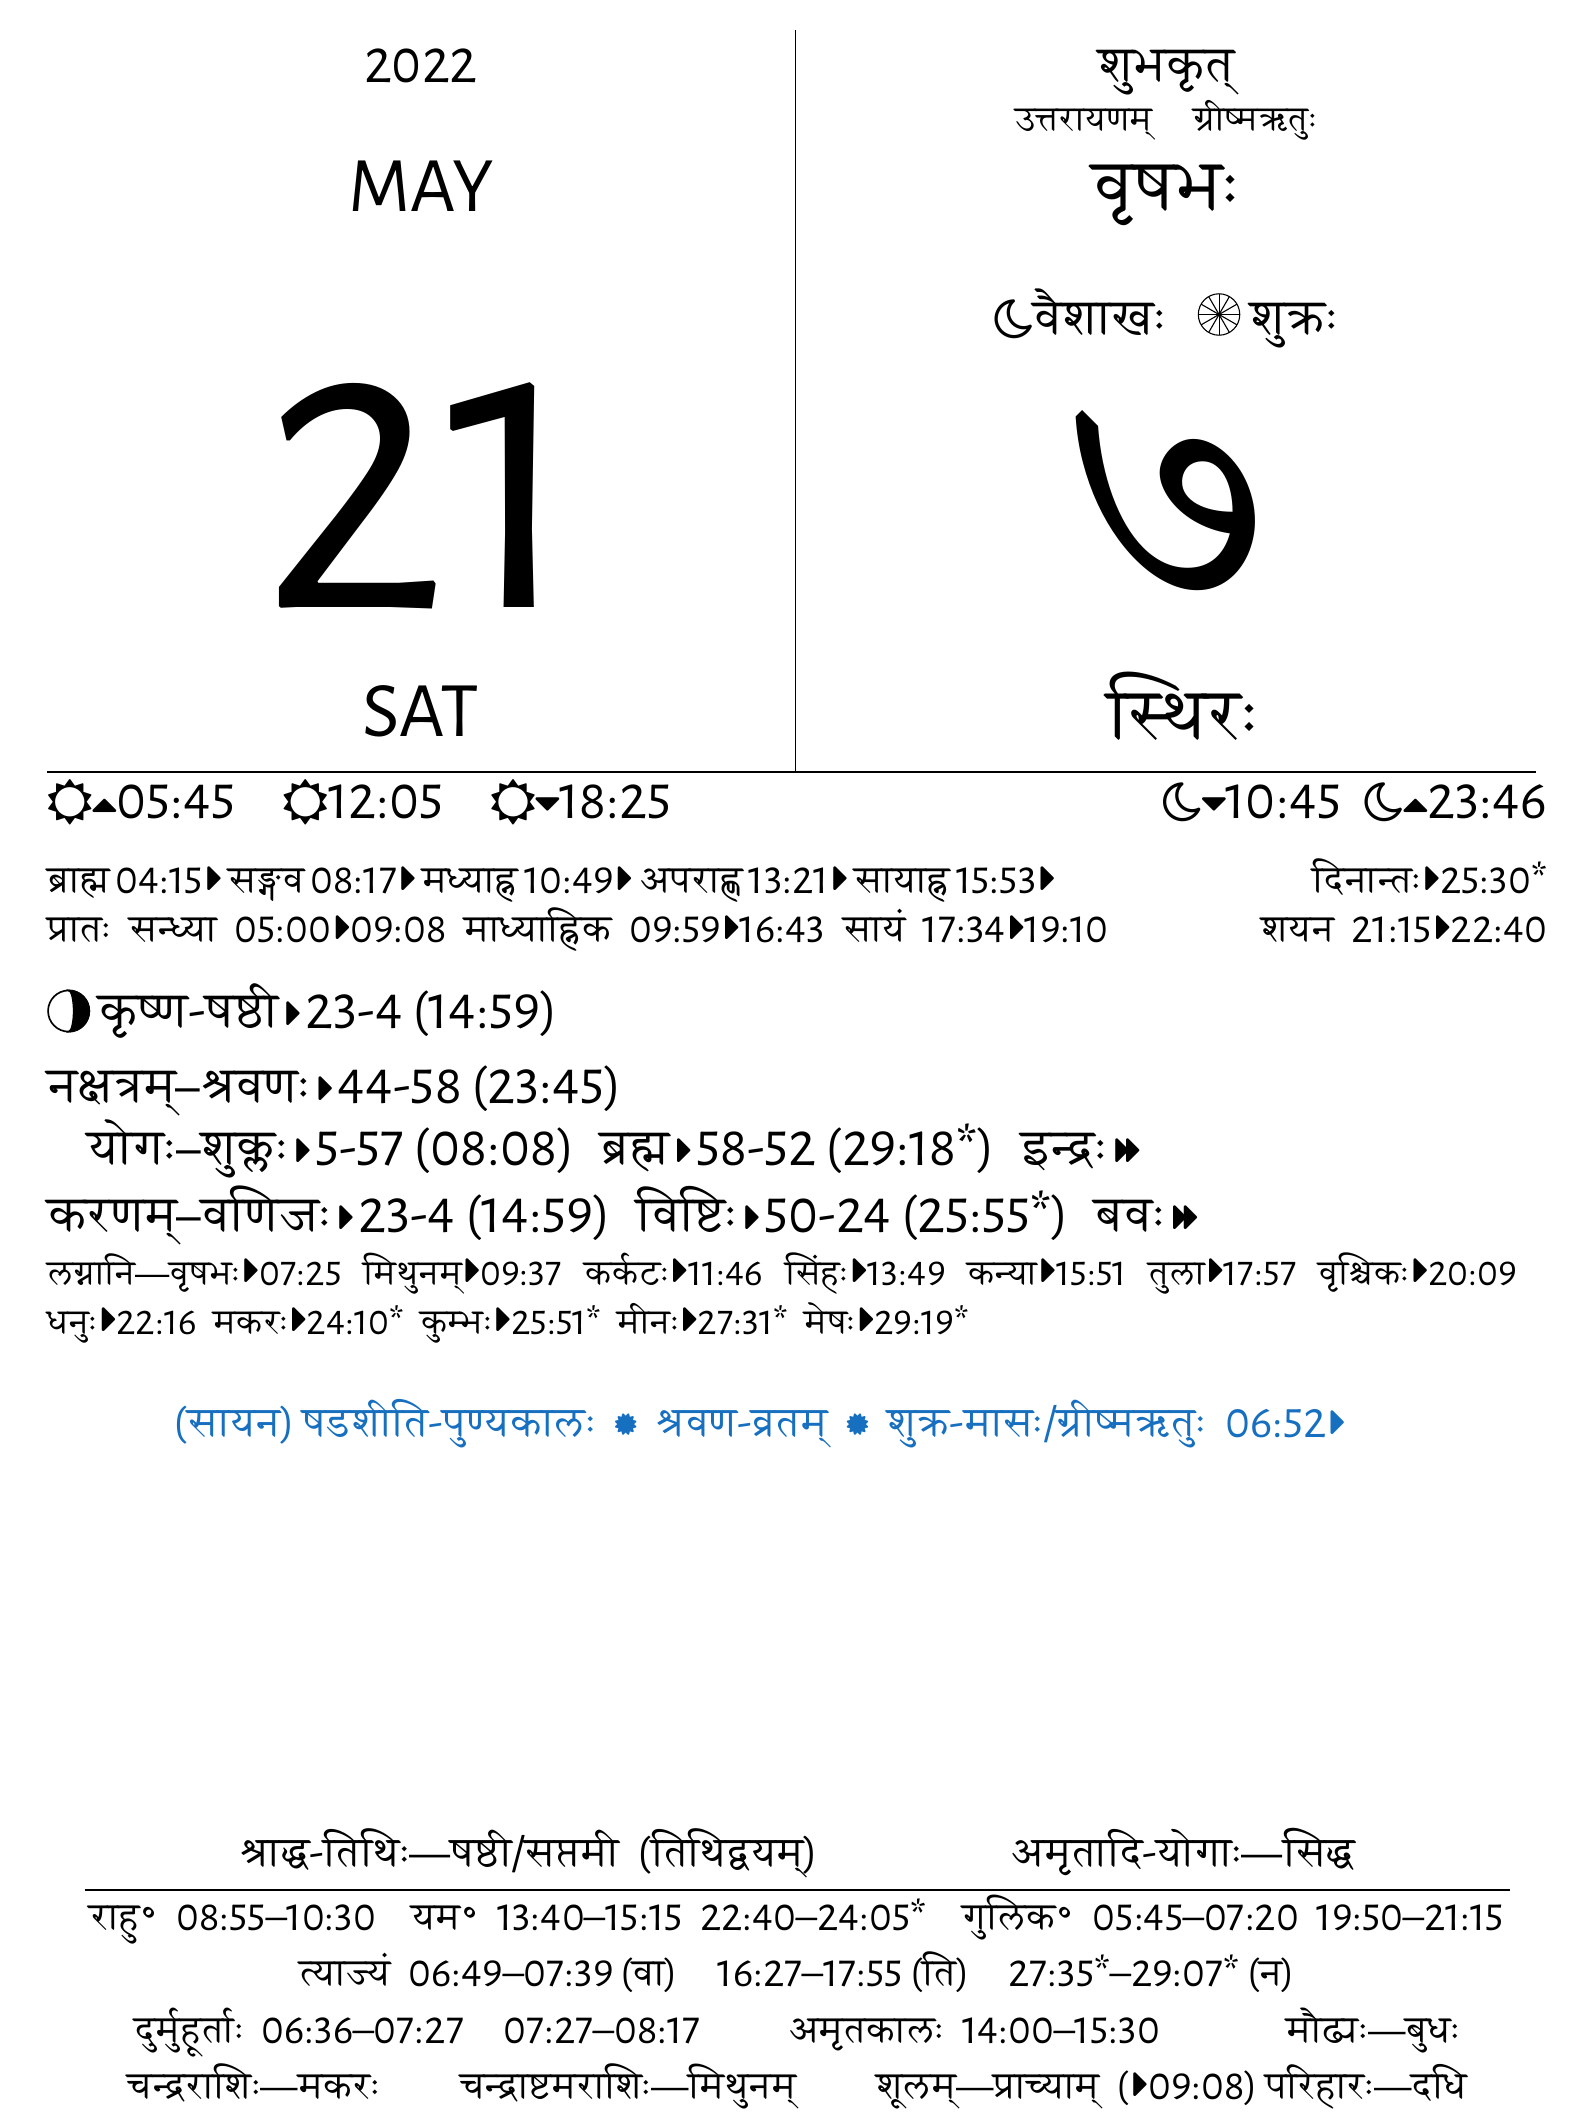 2022
MAY
21
SAT
शुभकृत्
उत्तरायणम् ग्रीष्मऋतुः
वृषभः
वैशाखः शुक्रः
७
स्थिरः
05:45 12:05 18:25 10:45 23:46
ब्राह्म 04:15 सङ्गव 08:17 मध्याह्न 10:49 अपराह्ण 13:21 सायाह्न 15:53 दिनान्तः 25:30*
प्रातः सन्ध्या 05:00 09:08 माध्याह्निक 09:59 16:43 सायं 17:34 19:10 शयन 21:15 22:40
कृष्ण-षष्ठी 23-4 (14:59)
नक्षत्रम्–श्रवणः 44-58 (23:45)
योगः–शुक्लः 5-57 (08:08) ब्रह्म 58-52 (29:18*) इन्द्रः
करणम्–वणिजः 23-4 (14:59) विष्टिः 50-24 (25:55*) बवः
लग्नानि—वृषभः 07:25 मिथुनम् 09:37 कर्कटः 11:46 सिंहः 13:49 कन्या 15:51 तुला 17:57 वृश्चिकः 20:09
धनुः 22:16 मकरः 24:10* कुम्भः 25:51* मीनः 27:31* मेषः 29:19*
(सायन) षडशीति-पुण्यकालः ✹ श्रवण-व्रतम् ✹ शुक्र-मासः/ग्रीष्मऋतुः 06:52
श्राद्ध-तिथिः—षष्ठी/सप्तमी (तिथिद्वयम्) अमृतादि-योगाः—सिद्ध
राहु॰ 08:55–10:30 यम॰ 13:40–15:15 22:40–24:05* गुलिक॰ 05:45–07:20 19:50–21:15
त्याज्यं 06:49–07:39 (वा) 16:27–17:55 (ति) 27:35*–29:07* (न)
दुर्मुहूर्ताः 06:36–07:27 07:27–08:17 अमृतकालः 14:00–15:30 मौढ्यः—बुधः
चन्द्रराशिः—मकरः चन्द्राष्टमराशिः—मिथुनम् शूलम्—प्राच्याम् (09:08) परिहारः—दधि